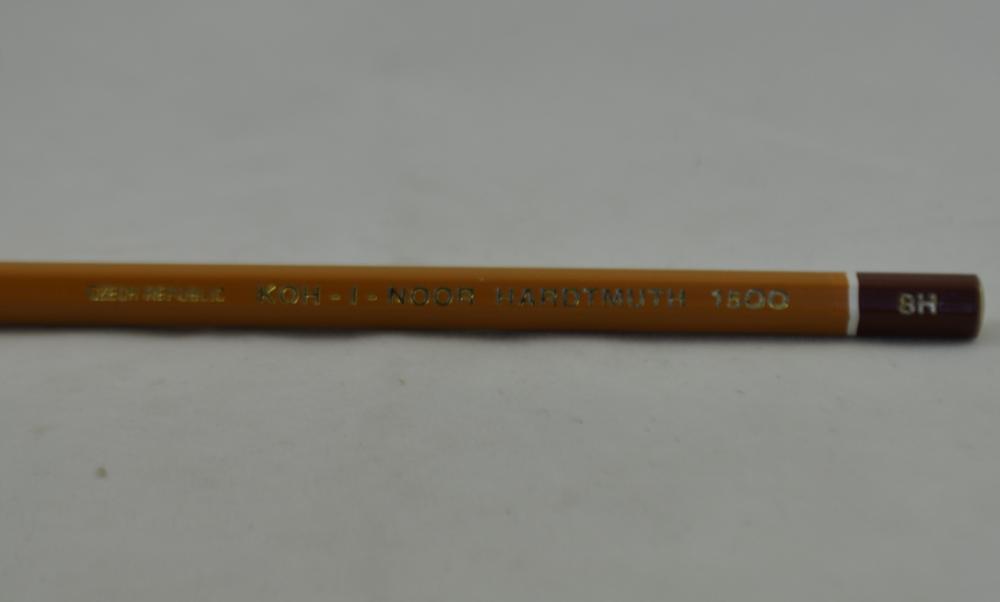 CZECH REPUBLIC KOH-I-NOOR HARDTMUTH 1500 8H